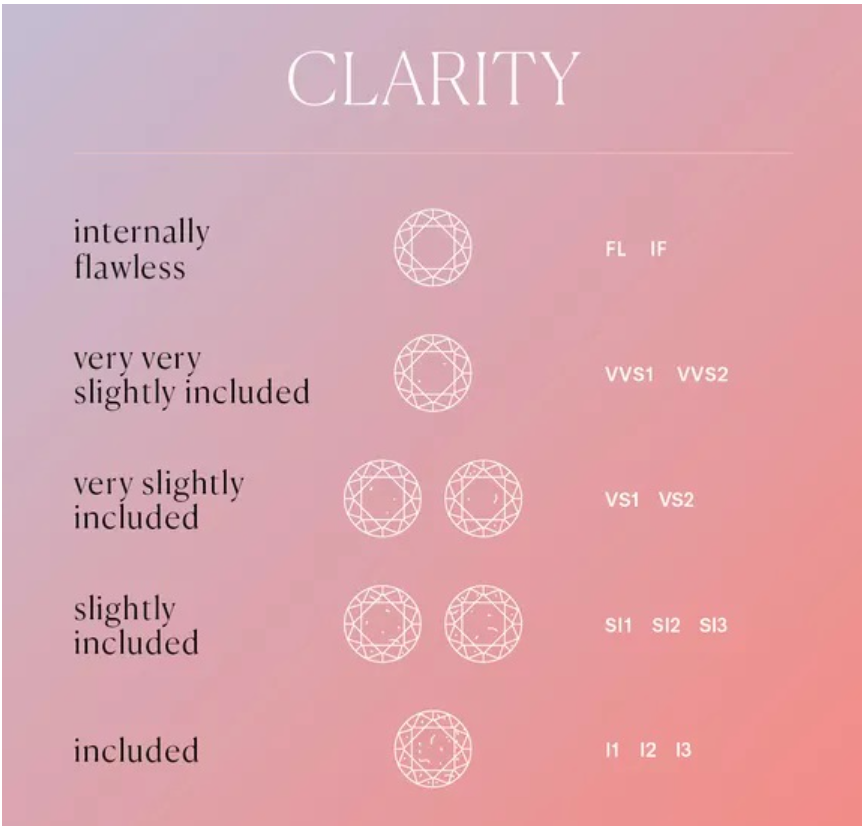 CLARITY
internally
flawless
FL IF
very very
slightly included
VVS1 VVS2
very slightly
included
VS1 VS2
slightly
included
SI1 SI2 SI3
included
I1 I2 I3